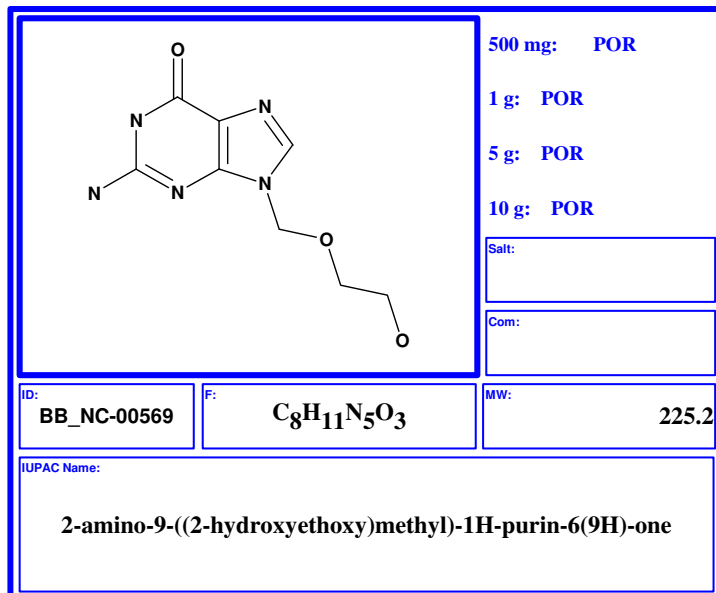 O
N
N
N
N
N
O
O
500 mg: POR
1 g: POR
5 g: POR
10 g: POR
Salt:
Com:
ID:
BB_NC-00569
F:
C8H11N5O3
MW:
225.2
IUPAC Name:
2-amino-9-((2-hydroxyethoxy)methyl)-1H-purin-6(9H)-one